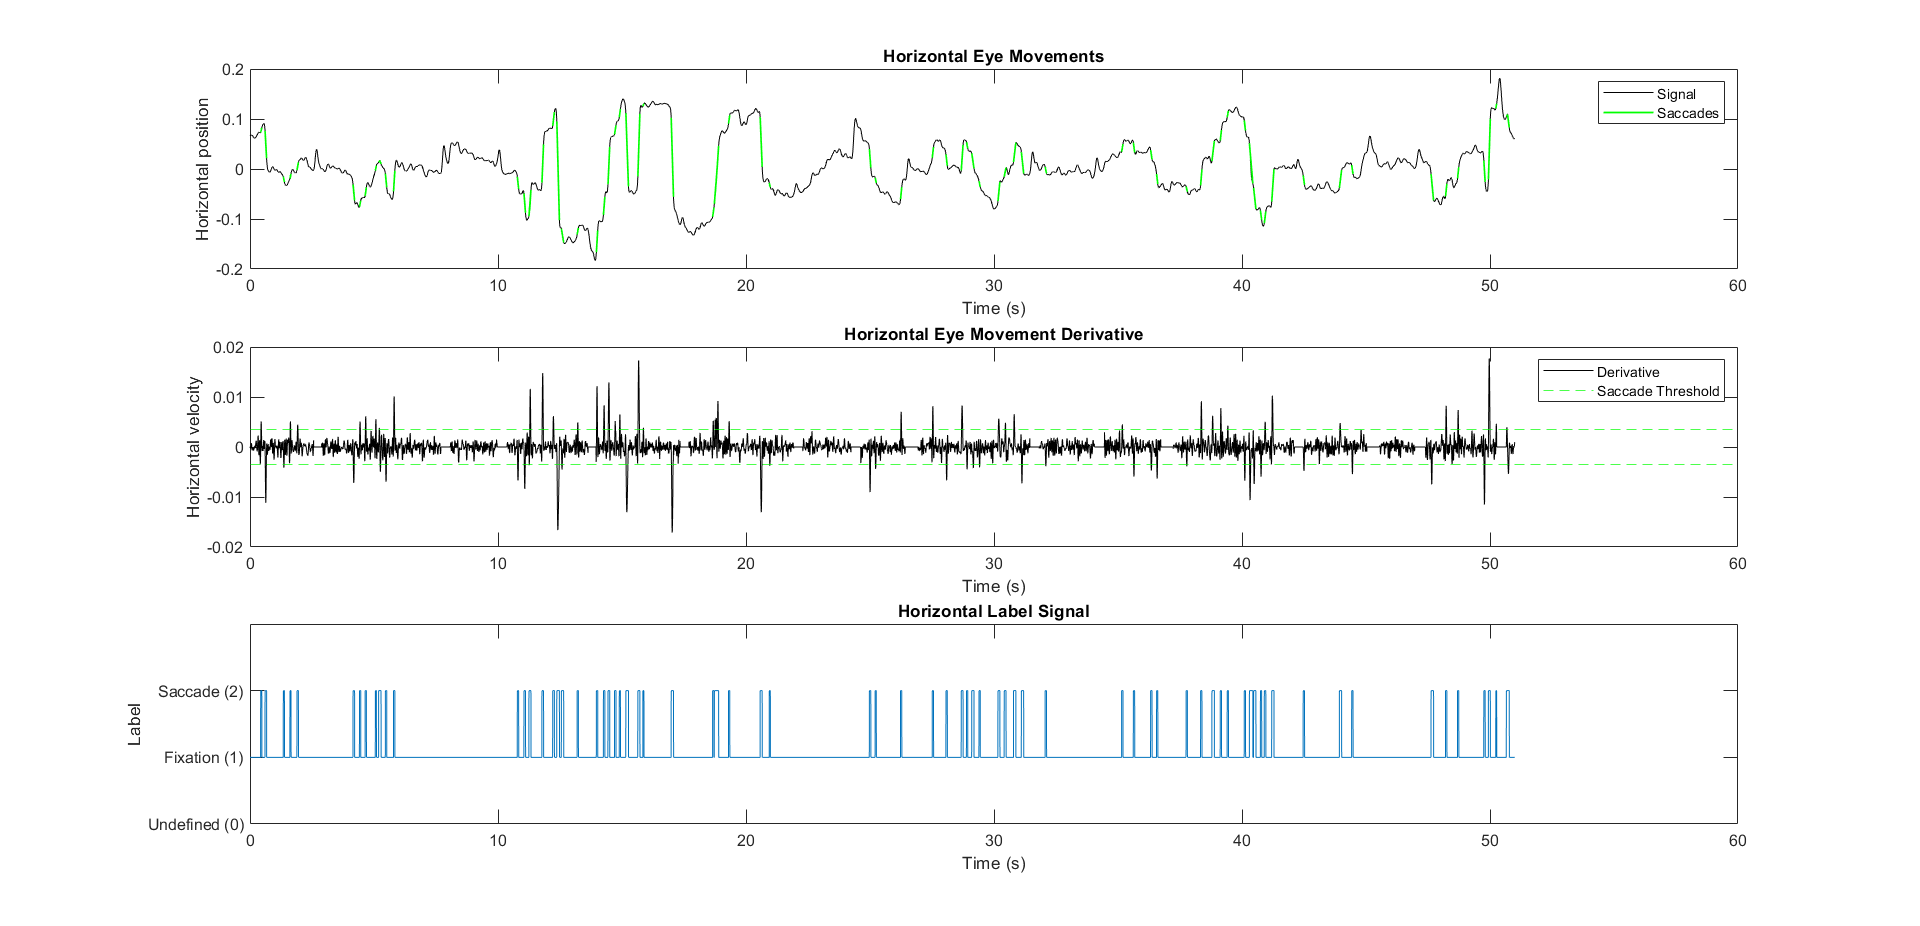 Horizontal Eye Movements
Horizontal position
0.2
0.1
0
-0.1
-0.2
Signal
Saccades
0 10 20 30 40 50 60
Time (s)
Horizontal Eye Movement Derivative
Horizontal velocity
0.02
0.01
0
-0.01
-0.02
Derivative
Saccade Threshold
0 10 20 30 40 50 60
Time (s)
Horizontal Label Signal
Label
Saccade (2)
Fixation (1)
Undefined (0)
0 10 20 30 40 50 60
Time (s)